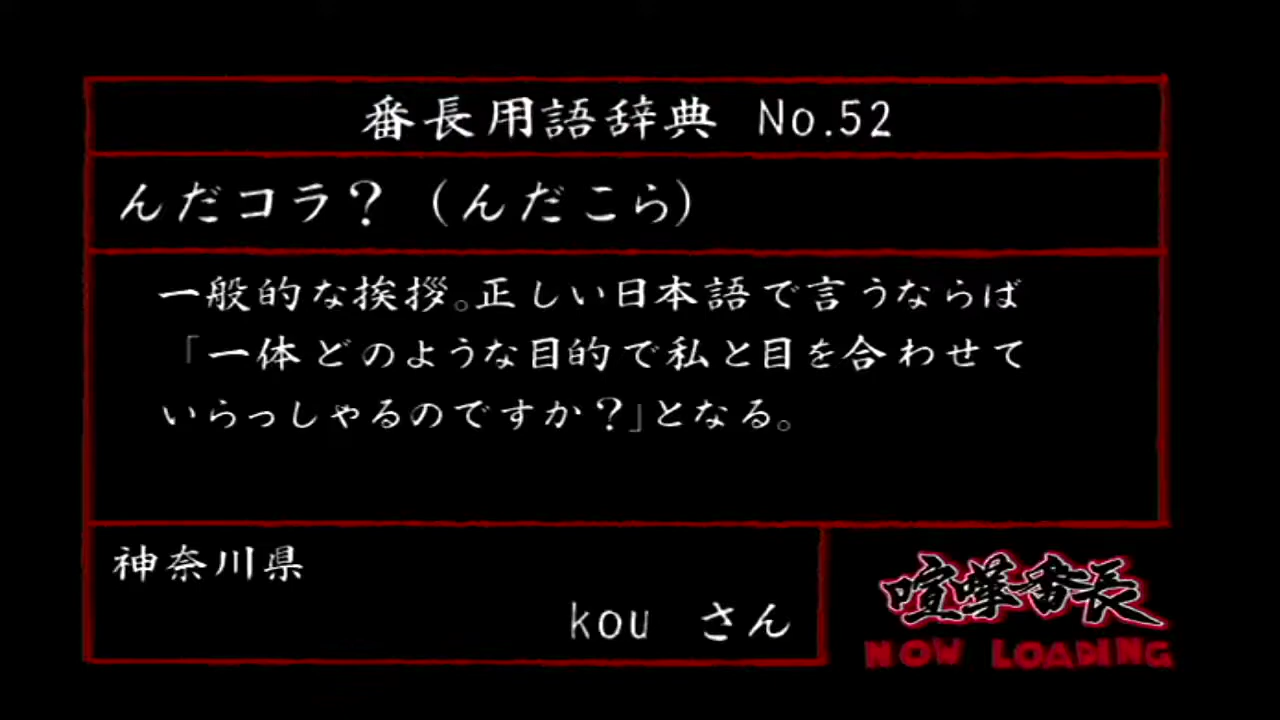 番長用語辞典 No.52
んだコラ？（んだこら）
一般的な挨拶。正しい日本語で言うならば
「一体どのような目的で私と目を合わせて
いらっしゃるのですか？」となる。
神奈川県
kou さん
喧嘩番長
NOW LOADING